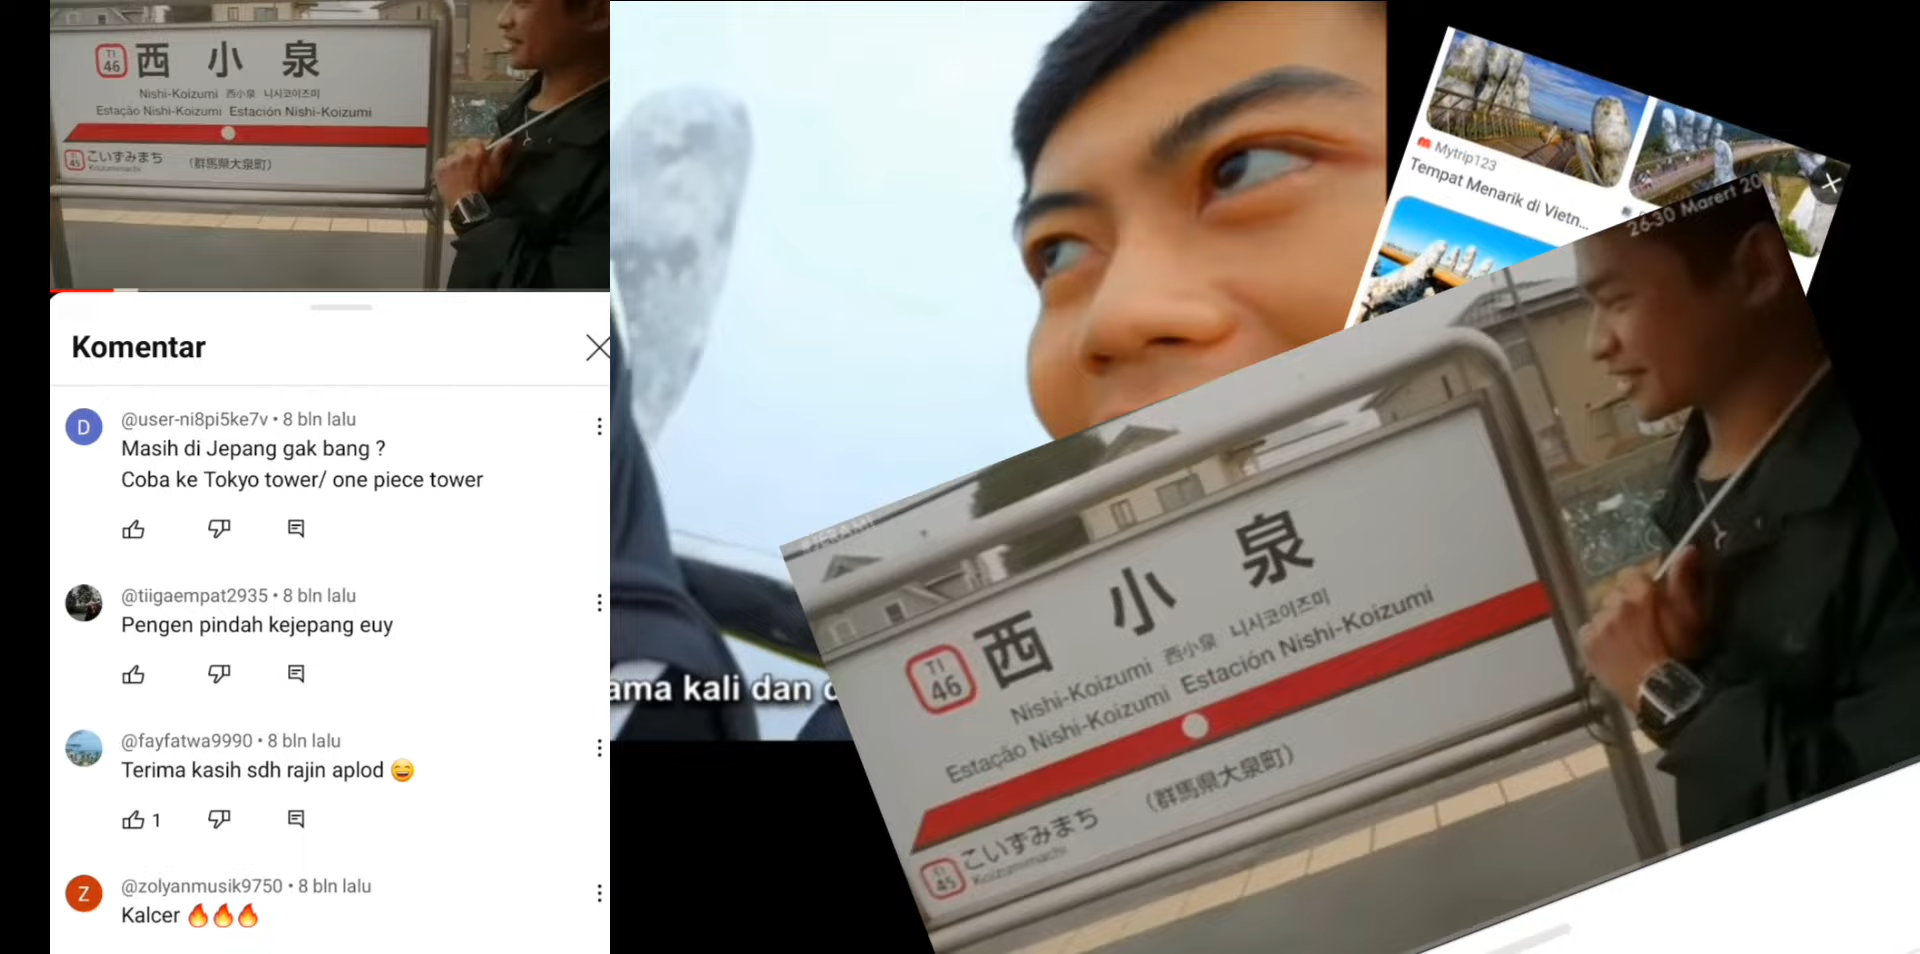 TI
46
西小泉
Nishi-Koizumi 西小泉 니시코이즈미
Estação Nishi-Koizumi Estación Nishi-Koizumi
TI
45
こいずみまち (群馬県大泉町)
Koizumimachi
Komentar
D
@user-ni8pi5ke7v • 8 bln lalu
Masih di Jepang gak bang ?
Coba ke Tokyo tower/ one piece tower
@tiigaempat2935 • 8 bln lalu
Pengen pindah kejepang euy
@fayfatwa9990 • 8 bln lalu
Terima kasih sdh rajin aplod 😄
1
Z
@zolyanmusik9750 • 8 bln lalu
Kalcer 🔥🔥🔥
ama kali dan
Mytrip123
Tempat Menarik di Vietn...
26-30 Maret 20
TI
46
西小泉
Nishi-Koizumi 西小泉 니시코이즈미
Estação Nishi-Koizumi Estación Nishi-Koizumi
TI
45
こいずみまち (群馬県大泉町)
Koizumimachi